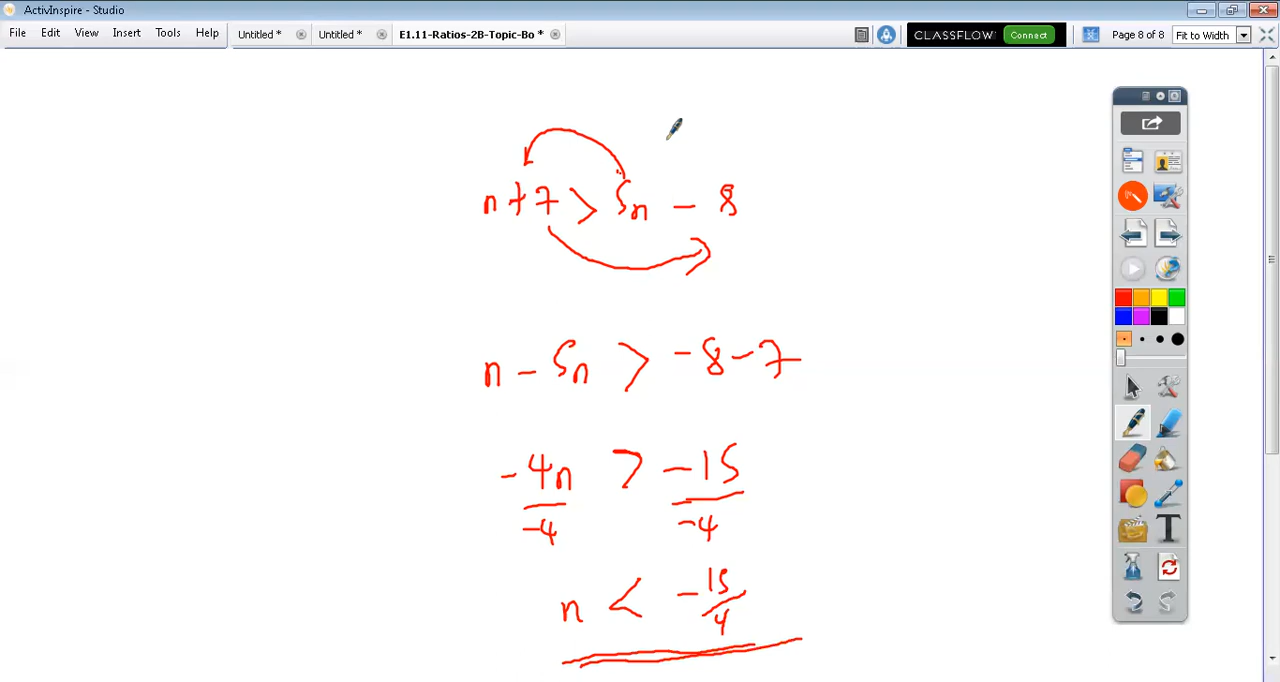 ActivInspire - Studio
File Edit View Insert Tools Help Untitled * Untitled * E1.11-Ratios-2B-Topic-Bo * CLASSFLOW Connect Page 8 of 8 Fit to Width
n + 7 > 5n - 8
n - 5n > -8 - 7
-4n > -15
-4 -4
n < -15/4
T